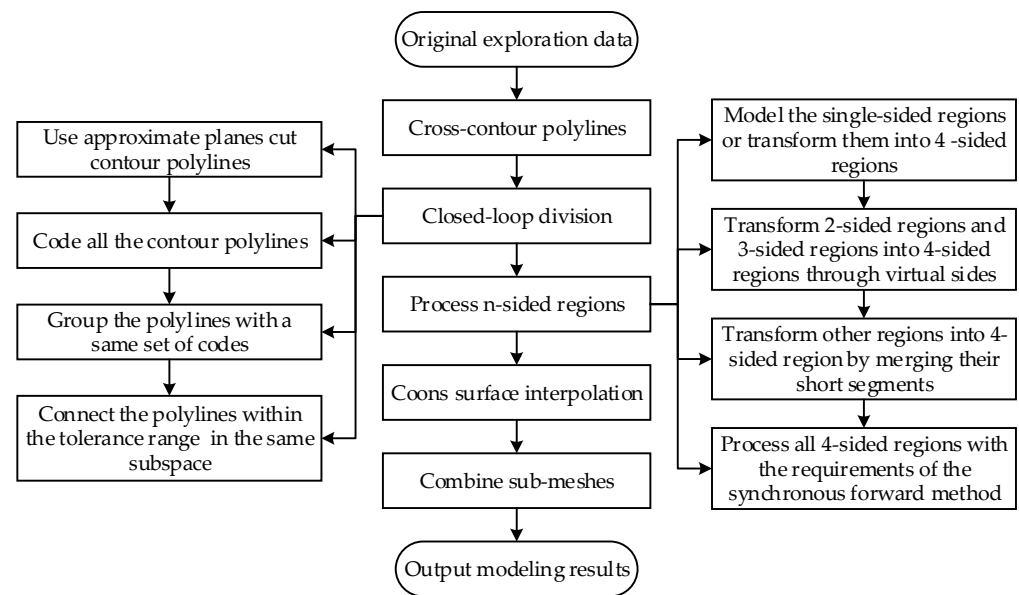 Original exploration data
Cross-contour polylines
Closed-loop division
Process n-sided regions
Coons surface interpolation
Combine sub-meshes
Output modeling results
Use approximate planes cut
contour polylines
Code all the contour polylines
Group the polylines with a
same set of codes
Connect the polylines within
the tolerance range in the same
subspace
Model the single-sided regions
or transform them into 4 -sided
regions
Transform 2-sided regions and
3-sided regions into 4-sided
regions through virtual sides
Transform other regions into 4-
sided region by merging their
short segments
Process all 4-sided regions with
the requirements of the
synchronous forward method